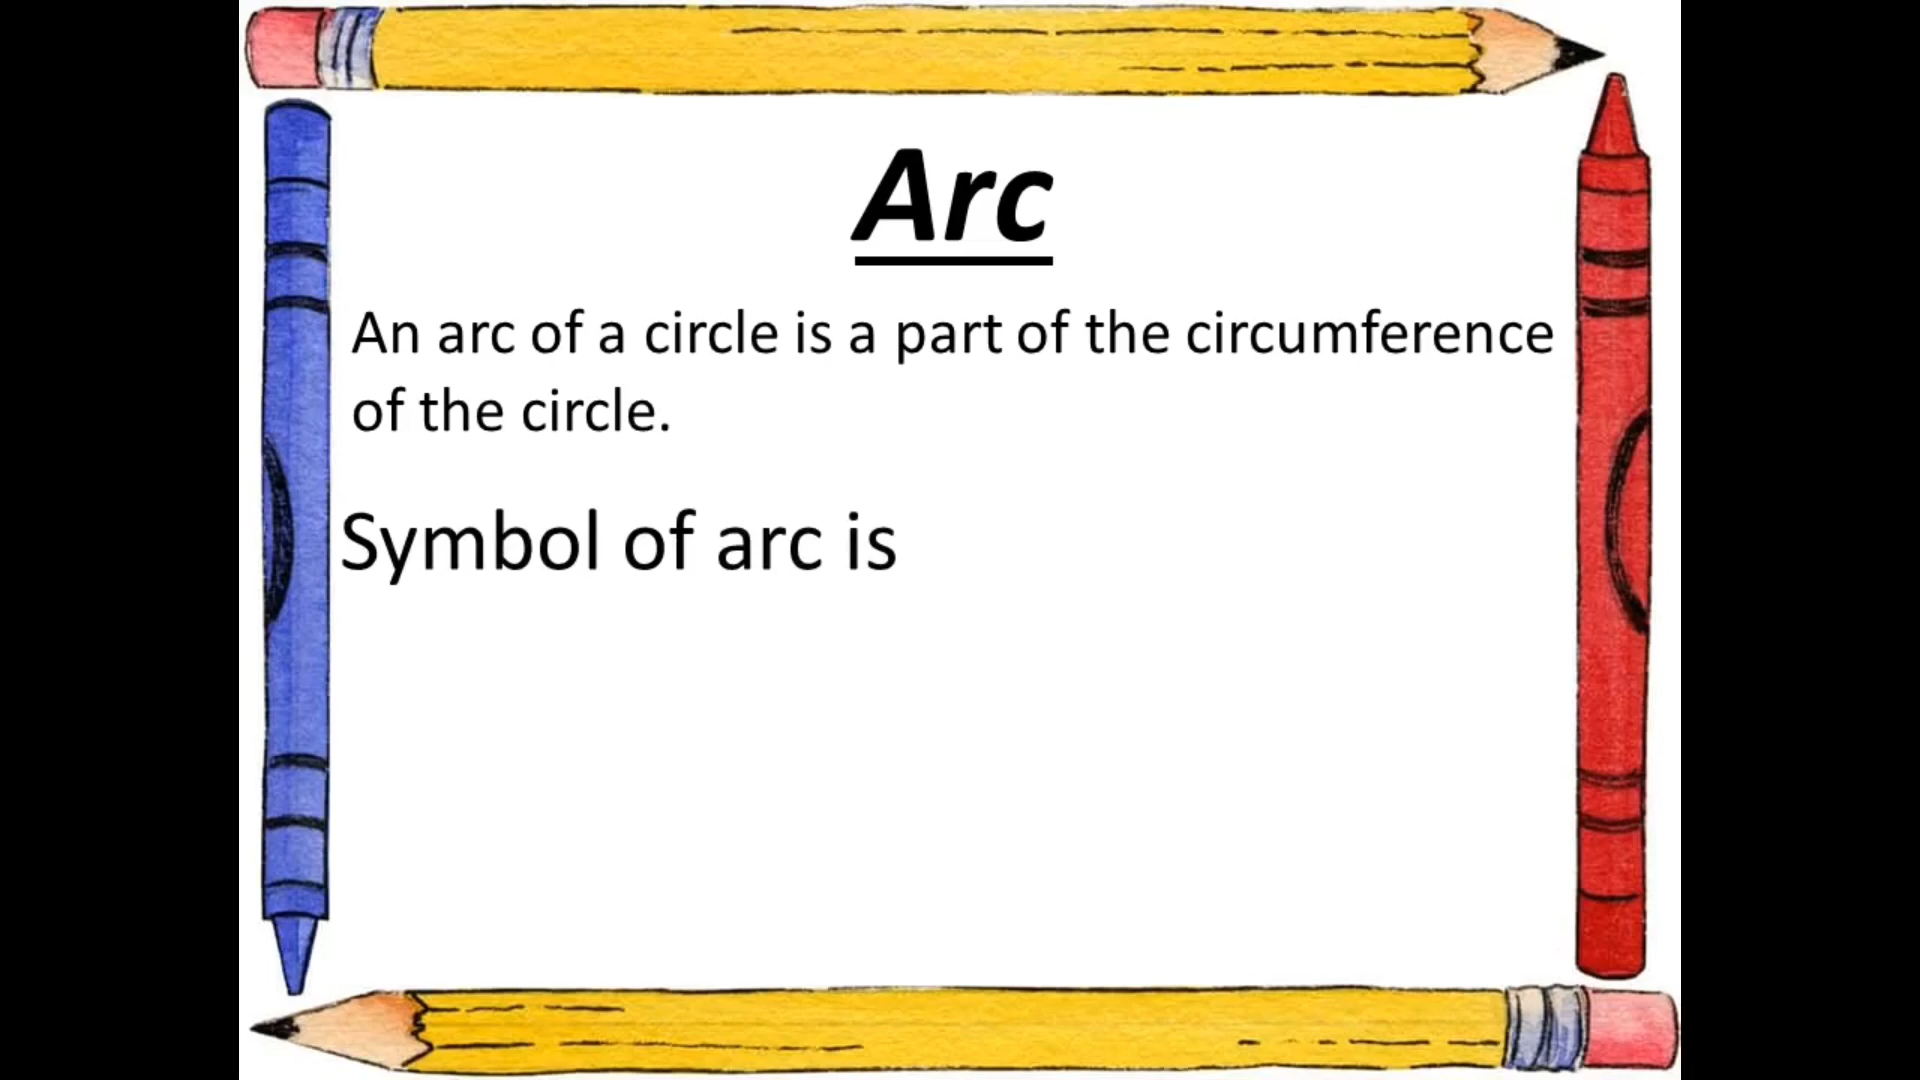 Arc
An arc of a circle is a part of the circumference
of the circle.
Symbol of arc is